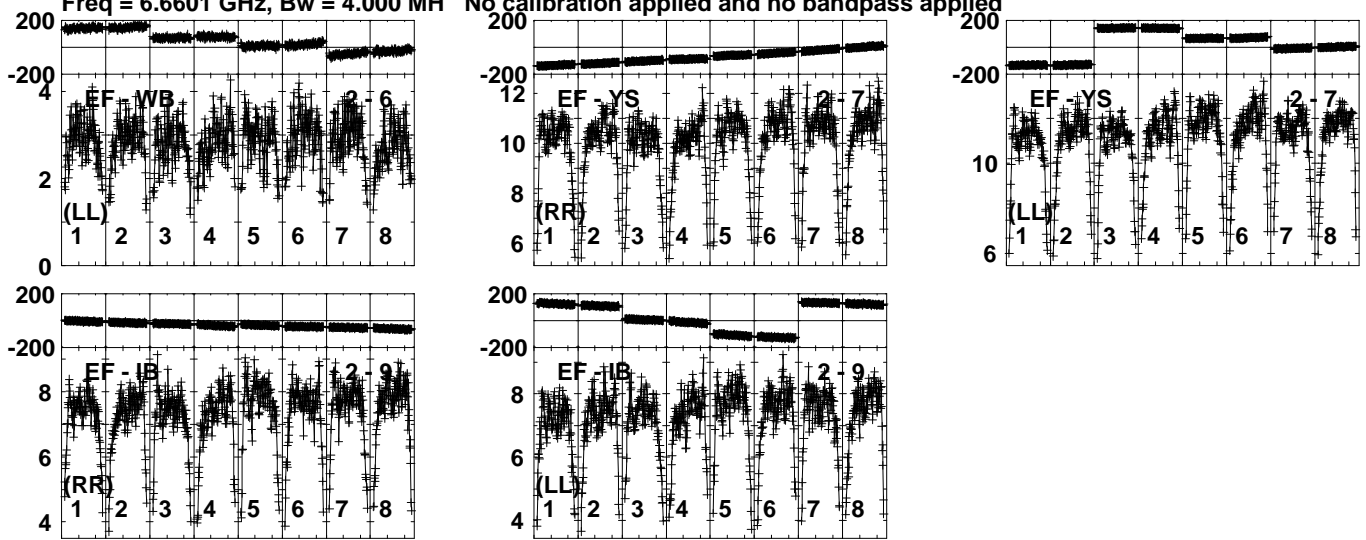 Freq = 6.6601 GHz, Bw = 4.000 MH No calibration applied and no bandpass applied
200
-200
4
2
0
EF - WB 2 - 6
(LL)
1 2 3 4 5 6 7 8
12
10
8
6
EF - YS 2 - 7
(RR)
1 2 3 4 5 6 7 8
200
-200
10
6
EF - YS 2 - 7
(LL)
1 2 3 4 5 6 7 8
200
-200
8
6
4
EF - IB 2 - 9
(RR)
1 2 3 4 5 6 7 8
200
-200
8
6
4
EF - IB 2 - 9
(LL)
1 2 3 4 5 6 7 8